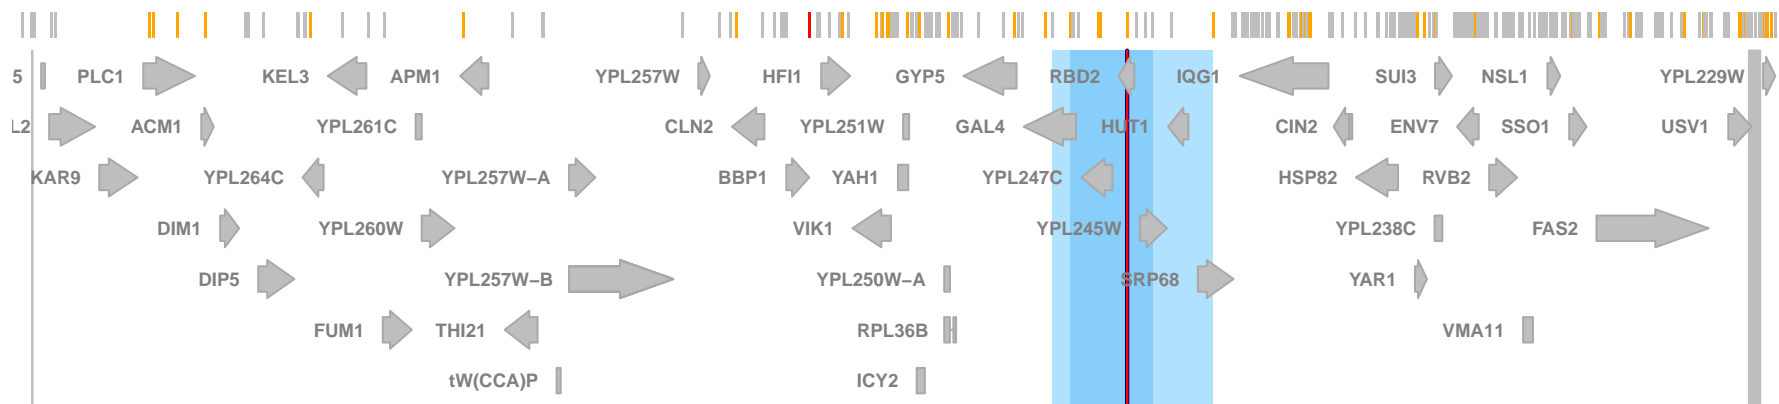 5 PLC1 KEL3 APM1 YPL257W HFI1 GYP5 RBD2 IQG1 SUI3 NSL1 YPL229W
L2 ACM1 YPL261C CLN2 YPL251W GAL4 HUT1 CIN2 ENV7 SSO1 USV1
KAR9 YPL264C YPL257W−A BBP1 YAH1 YPL247C HSP82 RVB2
DIM1 YPL260W VIK1 YPL245W YPL238C FAS2
DIP5 YPL257W−B YPL250W−A SRP68 YAR1
FUM1 THI21 RPL36B VMA11
tW(CCA)P ICY2